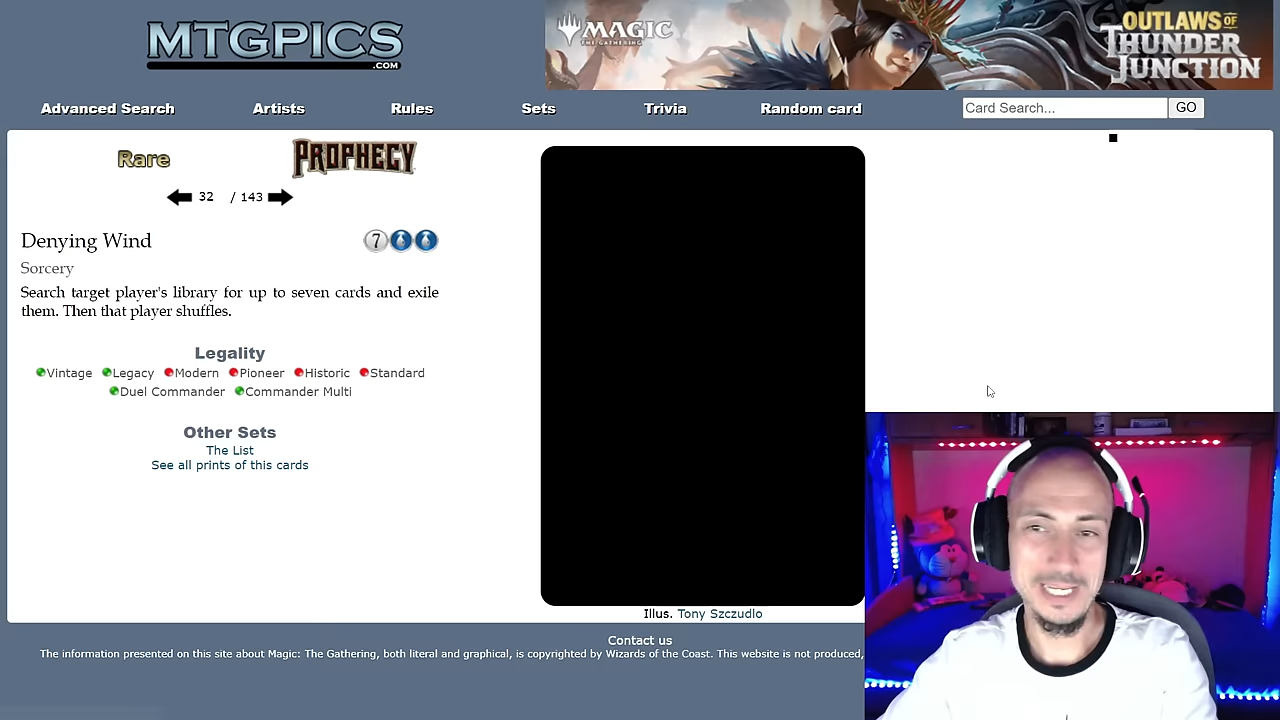 MTGPICS
.COM
MAGIC
THE GATHERING
OUTLAWS OF
THUNDER
JUNCTION
Advanced Search Artists Rules Sets Trivia Random card Card Search... GO
Rare PROPHECY
32 / 143
Denying Wind 7
Sorcery
Search target player's library for up to seven cards and exile
them. Then that player shuffles.
Legality
Vintage Legacy Modern Pioneer Historic Standard
Duel Commander Commander Multi
Other Sets
The List
See all prints of this cards
Illus. Tony Szczudlo
Contact us
The information presented on this site about Magic: The Gathering, both literal and graphical, is copyrighted by Wizards of the Coast. This website is not produced,